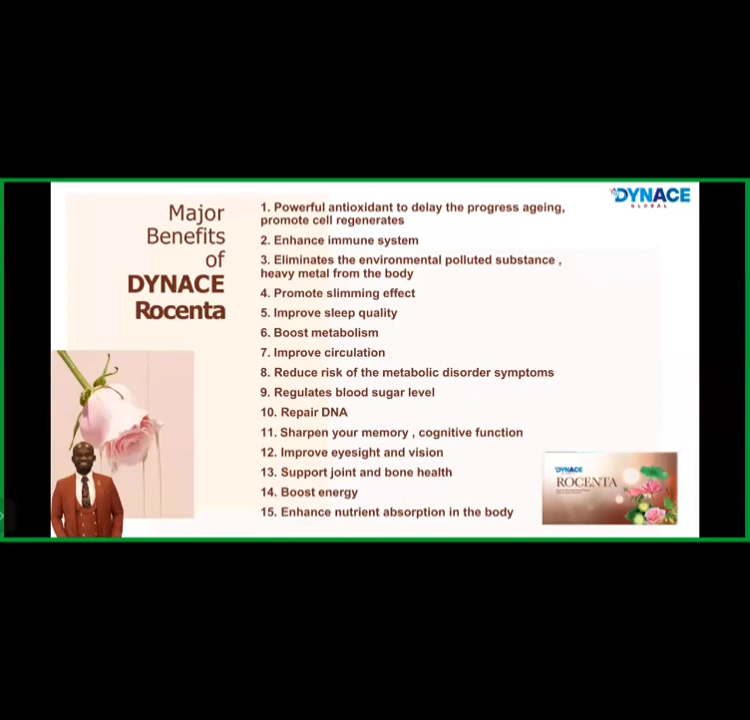 DYNACE
GLOBAL
Major
Benefits
of
DYNACE
Rocenta
1. Powerful antioxidant to delay the progress ageing,
promote cell regenerates
2. Enhance immune system
3. Eliminates the environmental polluted substance ,
heavy metal from the body
4. Promote slimming effect
5. Improve sleep quality
6. Boost metabolism
7. Improve circulation
8. Reduce risk of the metabolic disorder symptoms
9. Regulates blood sugar level
10. Repair DNA
11. Sharpen your memory , cognitive function
12. Improve eyesight and vision
13. Support joint and bone health
14. Boost energy
15. Enhance nutrient absorption in the body
DYNACE
ROCENTA